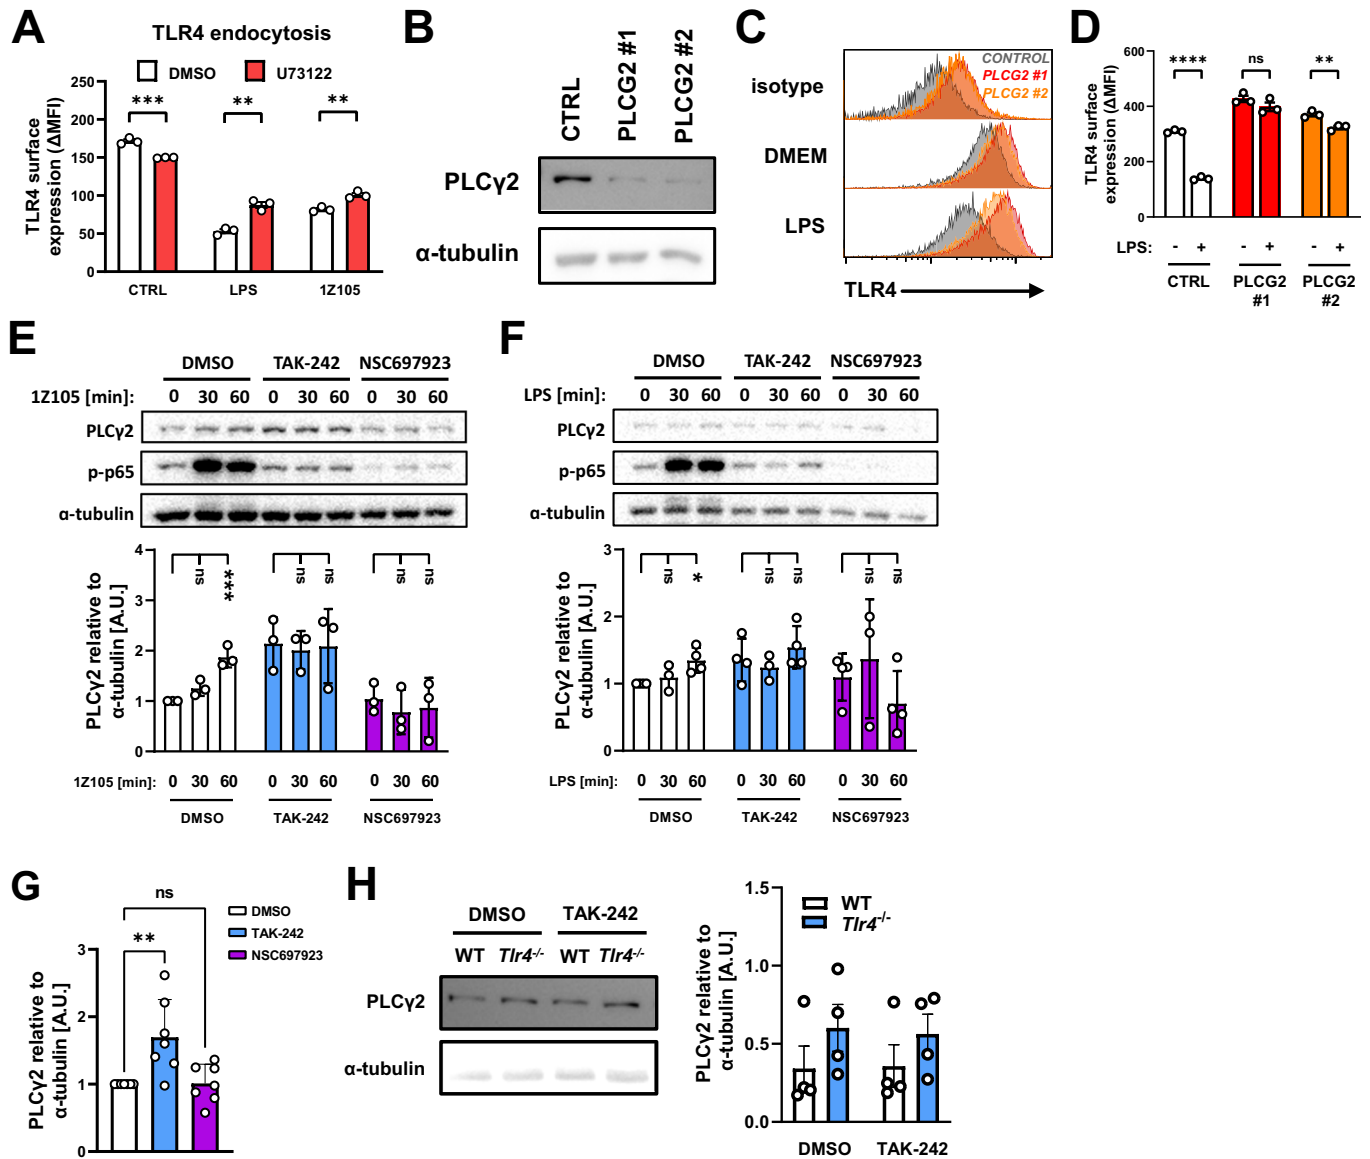 A
TLR4 endocytosis
DMSO U73122
TLR4 surface
expression (ΔMFI)
250
200
150
100
50
0
*** ** **
CTRL LPS 1Z105
B
CTRL
PLCG2 #1
PLCG2 #2
PLCγ2
α-tubulin
C
CONTROL
PLCG2 #1
PLCG2 #2
isotype
DMEM
LPS
TLR4
D
TLR4 surface
expression (ΔMFI)
600
400
200
0
**** ns **
LPS: - + - + - +
CTRL PLCG2 PLCG2
#1 #2
E
DMSO TAK-242 NSC697923
1Z105 [min]: 0 30 60 0 30 60 0 30 60
PLCγ2
p-p65
α-tubulin
PLCγ2 relative to
α-tubulin [A.U.]
4
3
2
1
0
ns *** ns ns ns ns
1Z105 [min]: 0 30 60 0 30 60 0 30 60
DMSO TAK-242 NSC697923
F
DMSO TAK-242 NSC697923
LPS [min]: 0 30 60 0 30 60 0 30 60
PLCγ2
p-p65
α-tubulin
PLCγ2 relative to
α-tubulin [A.U.]
3
2
1
0
ns * ns ns ns ns
LPS [min]: 0 30 60 0 30 60 0 30 60
DMSO TAK-242 NSC697923
G
ns
**
DMSO
TAK-242
NSC697923
PLCγ2 relative to
α-tubulin [A.U.]
3
2
1
0
H
DMSO TAK-242
WT Tlr4-/- WT Tlr4-/-
PLCγ2
α-tubulin
PLCγ2 relative to
α-tubulin [A.U.]
1.5
1.0
0.5
0.0
WT
Tlr4-/-
DMSO TAK-242